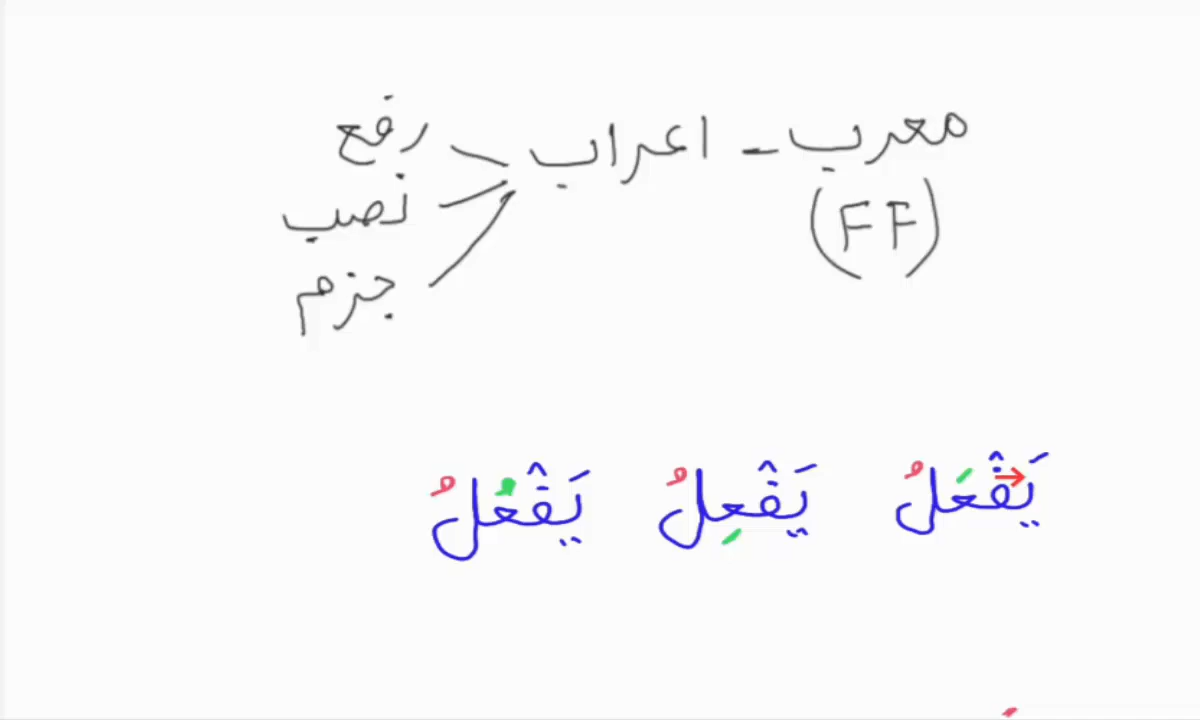 معرب - اعراب
رفع
نصب
جزم
(FF)
يَفْعَلُ يَفْعِلُ يَفْعُلُ